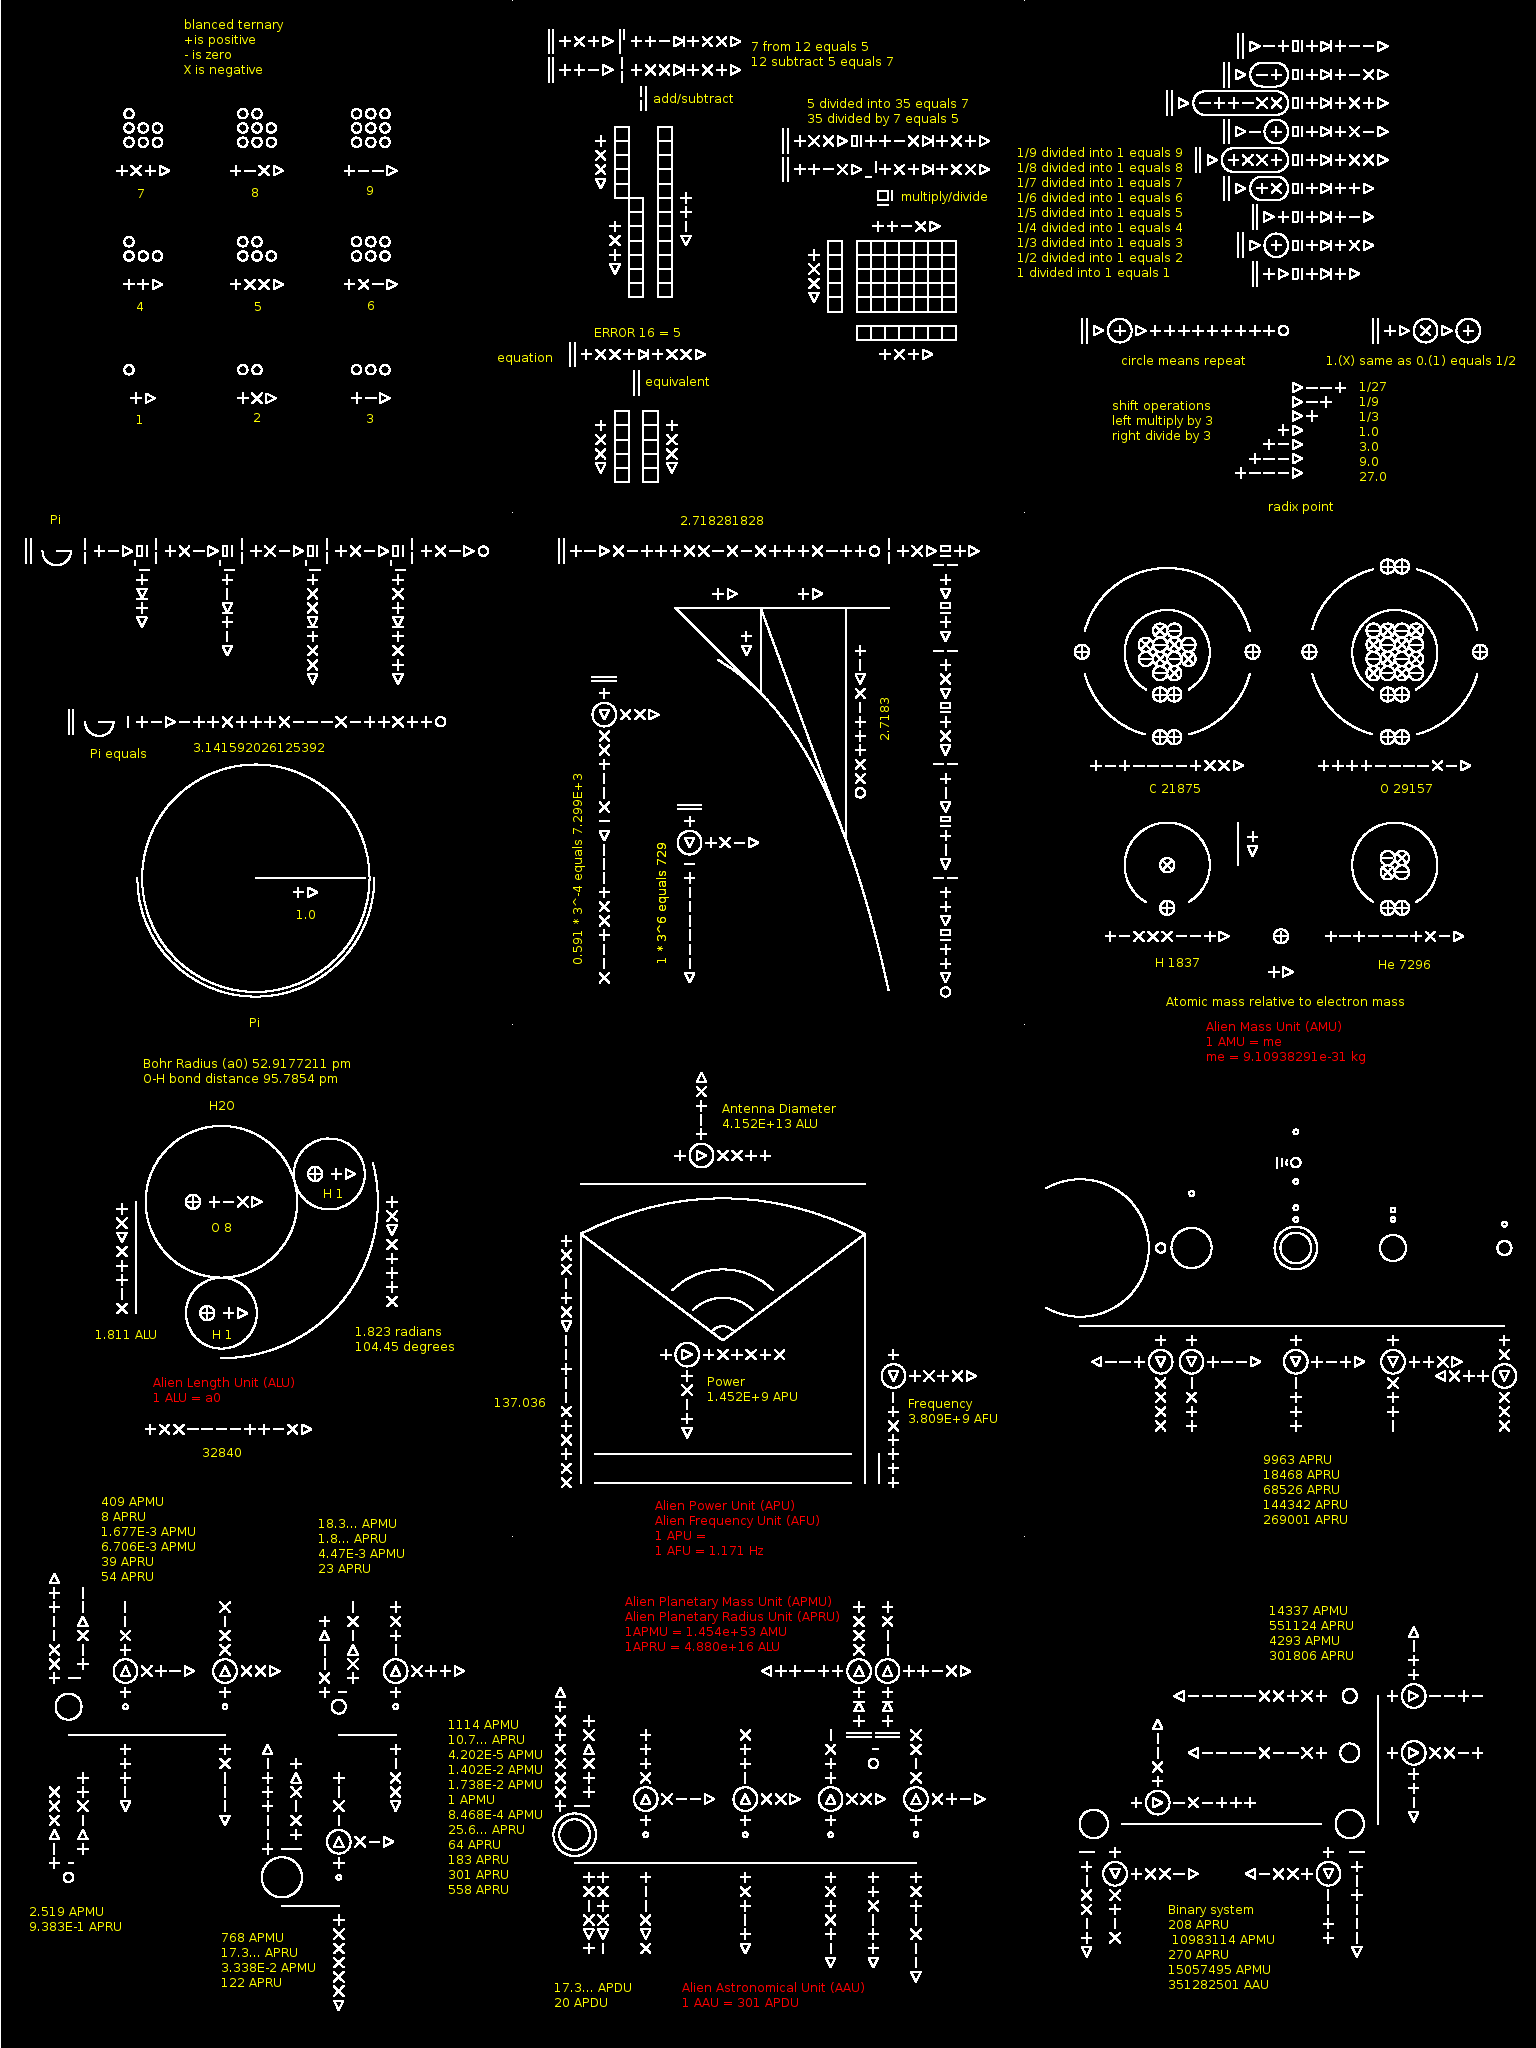 blanced ternary
+is positive
- is zero
X is negative
7
8
9
4
5
6
1
2
3
7 from 12 equals 5
12 subtract 5 equals 7
add/subtract
5 divided into 35 equals 7
35 divided by 7 equals 5
multiply/divide
ERROR 16 = 5
equation
equivalent
1/9 divided into 1 equals 9
1/8 divided into 1 equals 8
1/7 divided into 1 equals 7
1/6 divided into 1 equals 6
1/5 divided into 1 equals 5
1/4 divided into 1 equals 4
1/3 divided into 1 equals 3
1/2 divided into 1 equals 2
1 divided into 1 equals 1
circle means repeat
1.(X) same as 0.(1) equals 1/2
shift operations
left multiply by 3
right divide by 3
1/27
1/9
1/3
1.0
3.0
9.0
27.0
radix point
Pi
Pi equals
3.141592026125392
1.0
Pi
2.718281828
2.7183
0.591 * 3^-4 equals 7.299E+3
1 * 3^6 equals 729
C 21875
O 29157
H 1837
He 7296
Atomic mass relative to electron mass
Alien Mass Unit (AMU)
1 AMU = me
me = 9.10938291e-31 kg
Bohr Radius (a0) 52.9177211 pm
O-H bond distance 95.7854 pm
H20
H 1
O 8
H 1
1.811 ALU
1.823 radians
104.45 degrees
Alien Length Unit (ALU)
1 ALU = a0
32840
Antenna Diameter
4.152E+13 ALU
Power
1.452E+9 APU
137.036
Frequency
3.809E+9 AFU
Alien Power Unit (APU)
Alien Frequency Unit (AFU)
1 APU =
1 AFU = 1.171 Hz
9963 APRU
18468 APRU
68526 APRU
144342 APRU
269001 APRU
409 APMU
8 APRU
1.677E-3 APMU
6.706E-3 APMU
39 APRU
54 APRU
18.3... APMU
1.8... APRU
4.47E-3 APMU
23 APRU
2.519 APMU
9.383E-1 APRU
768 APMU
17.3... APRU
3.338E-2 APMU
122 APRU
Alien Planetary Mass Unit (APMU)
Alien Planetary Radius Unit (APRU)
1APMU = 1.454e+53 AMU
1APRU = 4.880e+16 ALU
1114 APMU
10.7... APRU
4.202E-5 APMU
1.402E-2 APMU
1.738E-2 APMU
1 APMU
8.468E-4 APMU
25.6... APRU
64 APRU
183 APRU
301 APRU
558 APRU
17.3... APDU
20 APDU
Alien Astronomical Unit (AAU)
1 AAU = 301 APDU
14337 APMU
551124 APRU
4293 APMU
301806 APRU
Binary system
208 APRU
10983114 APMU
270 APRU
15057495 APMU
351282501 AAU